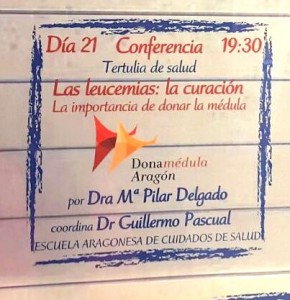 Día 21 Conferencia 19:30
Tertulia de salud
Las leucemias: la curación
La importancia de donar la médula
Donamédula
Aragón
por Dra Mª Pilar Delgado
coordina Dr Guillermo Pascual
ESCUELA ARAGONESA DE CUIDADOS DE SALUD